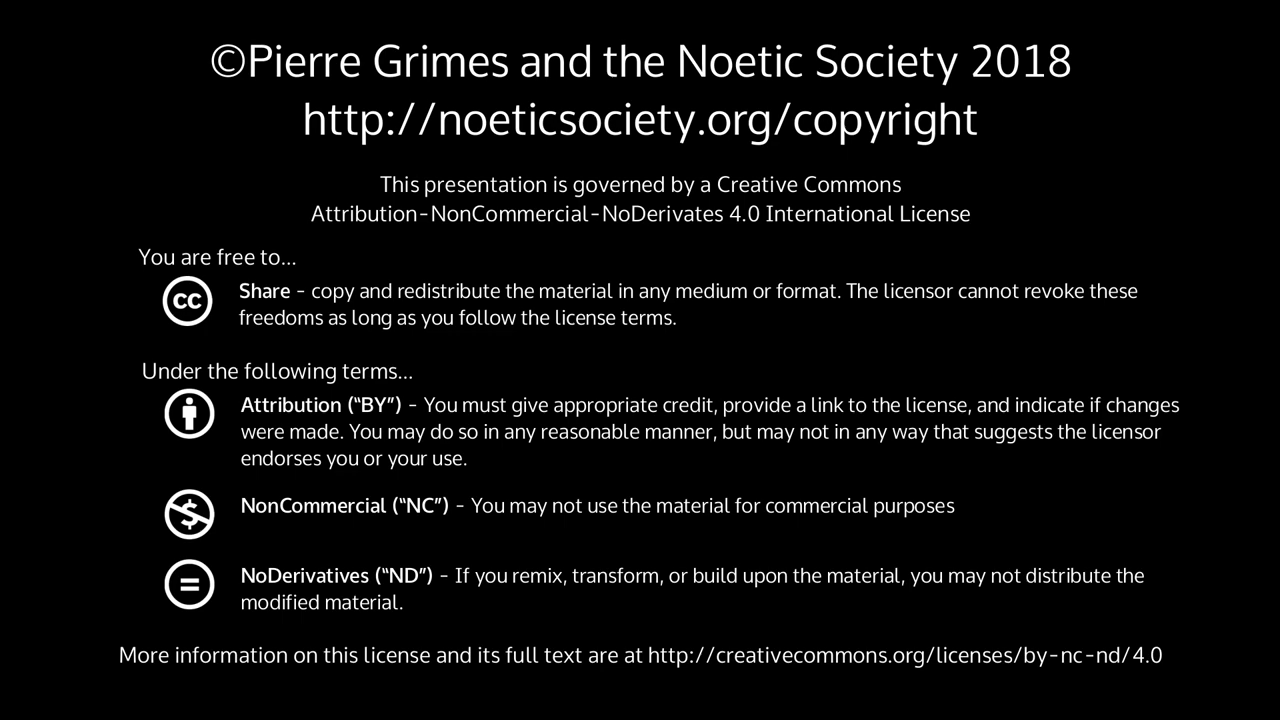 ©Pierre Grimes and the Noetic Society 2018
http://noeticsociety.org/copyright
This presentation is governed by a Creative Commons
Attribution-NonCommercial-NoDerivates 4.0 International License
You are free to...
cc
Share - copy and redistribute the material in any medium or format. The licensor cannot revoke these
freedoms as long as you follow the license terms.
Under the following terms...
Attribution (“BY”) - You must give appropriate credit, provide a link to the license, and indicate if changes
were made. You may do so in any reasonable manner, but may not in any way that suggests the licensor
endorses you or your use.
NonCommercial (“NC”) - You may not use the material for commercial purposes
NoDerivatives (“ND”) - If you remix, transform, or build upon the material, you may not distribute the
modified material.
More information on this license and its full text are at http://creativecommons.org/licenses/by-nc-nd/4.0